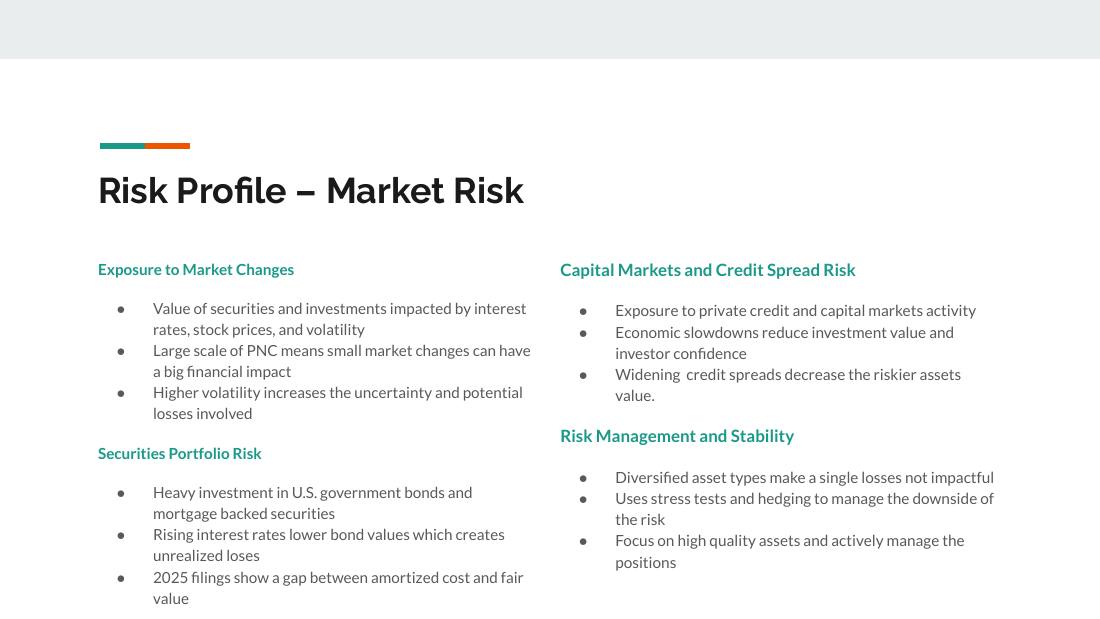 Risk Profile – Market Risk
Exposure to Market Changes
● Value of securities and investments impacted by interest
rates, stock prices, and volatility
● Large scale of PNC means small market changes can have
a big financial impact
● Higher volatility increases the uncertainty and potential
losses involved
Securities Portfolio Risk
● Heavy investment in U.S. government bonds and
mortgage backed securities
● Rising interest rates lower bond values which creates
unrealized loses
● 2025 filings show a gap between amortized cost and fair
value
Capital Markets and Credit Spread Risk
● Exposure to private credit and capital markets activity
● Economic slowdowns reduce investment value and
investor confidence
● Widening  credit spreads decrease the riskier assets
value.
Risk Management and Stability
● Diversified asset types make a single losses not impactful
● Uses stress tests and hedging to manage the downside of
the risk
● Focus on high quality assets and actively manage the
positions